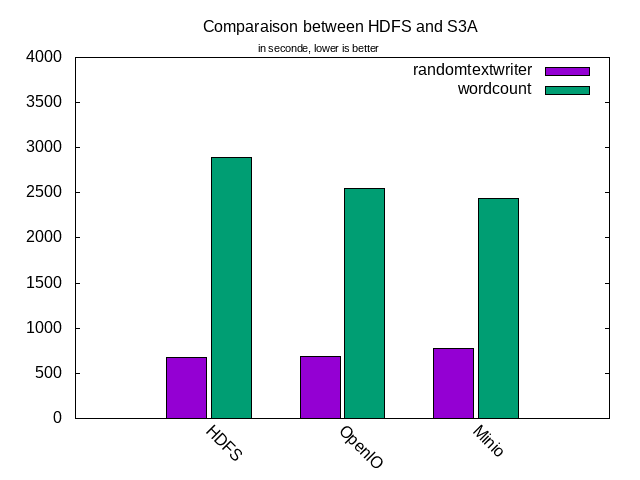 Comparaison between HDFS and S3A
in seconde, lower is better
4000
randomtextwriter
wordcount
3500
3000
2500
2000
1500
1000
500
0
HDFS
OpenIO
Minio